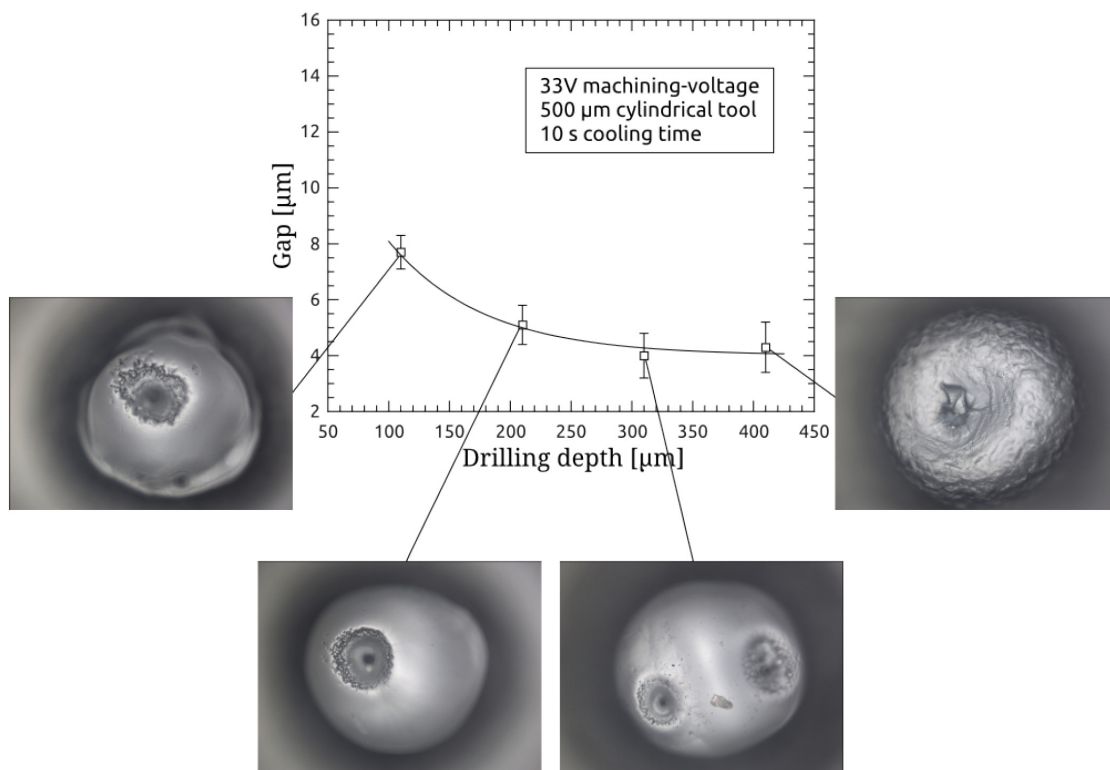 16
14
12
10
8
6
4
2
Gap [µm]
33V machining-voltage
500 µm cylindrical tool
10 s cooling time
50 100 150 200 250 300 350 400 450
Drilling depth [µm]